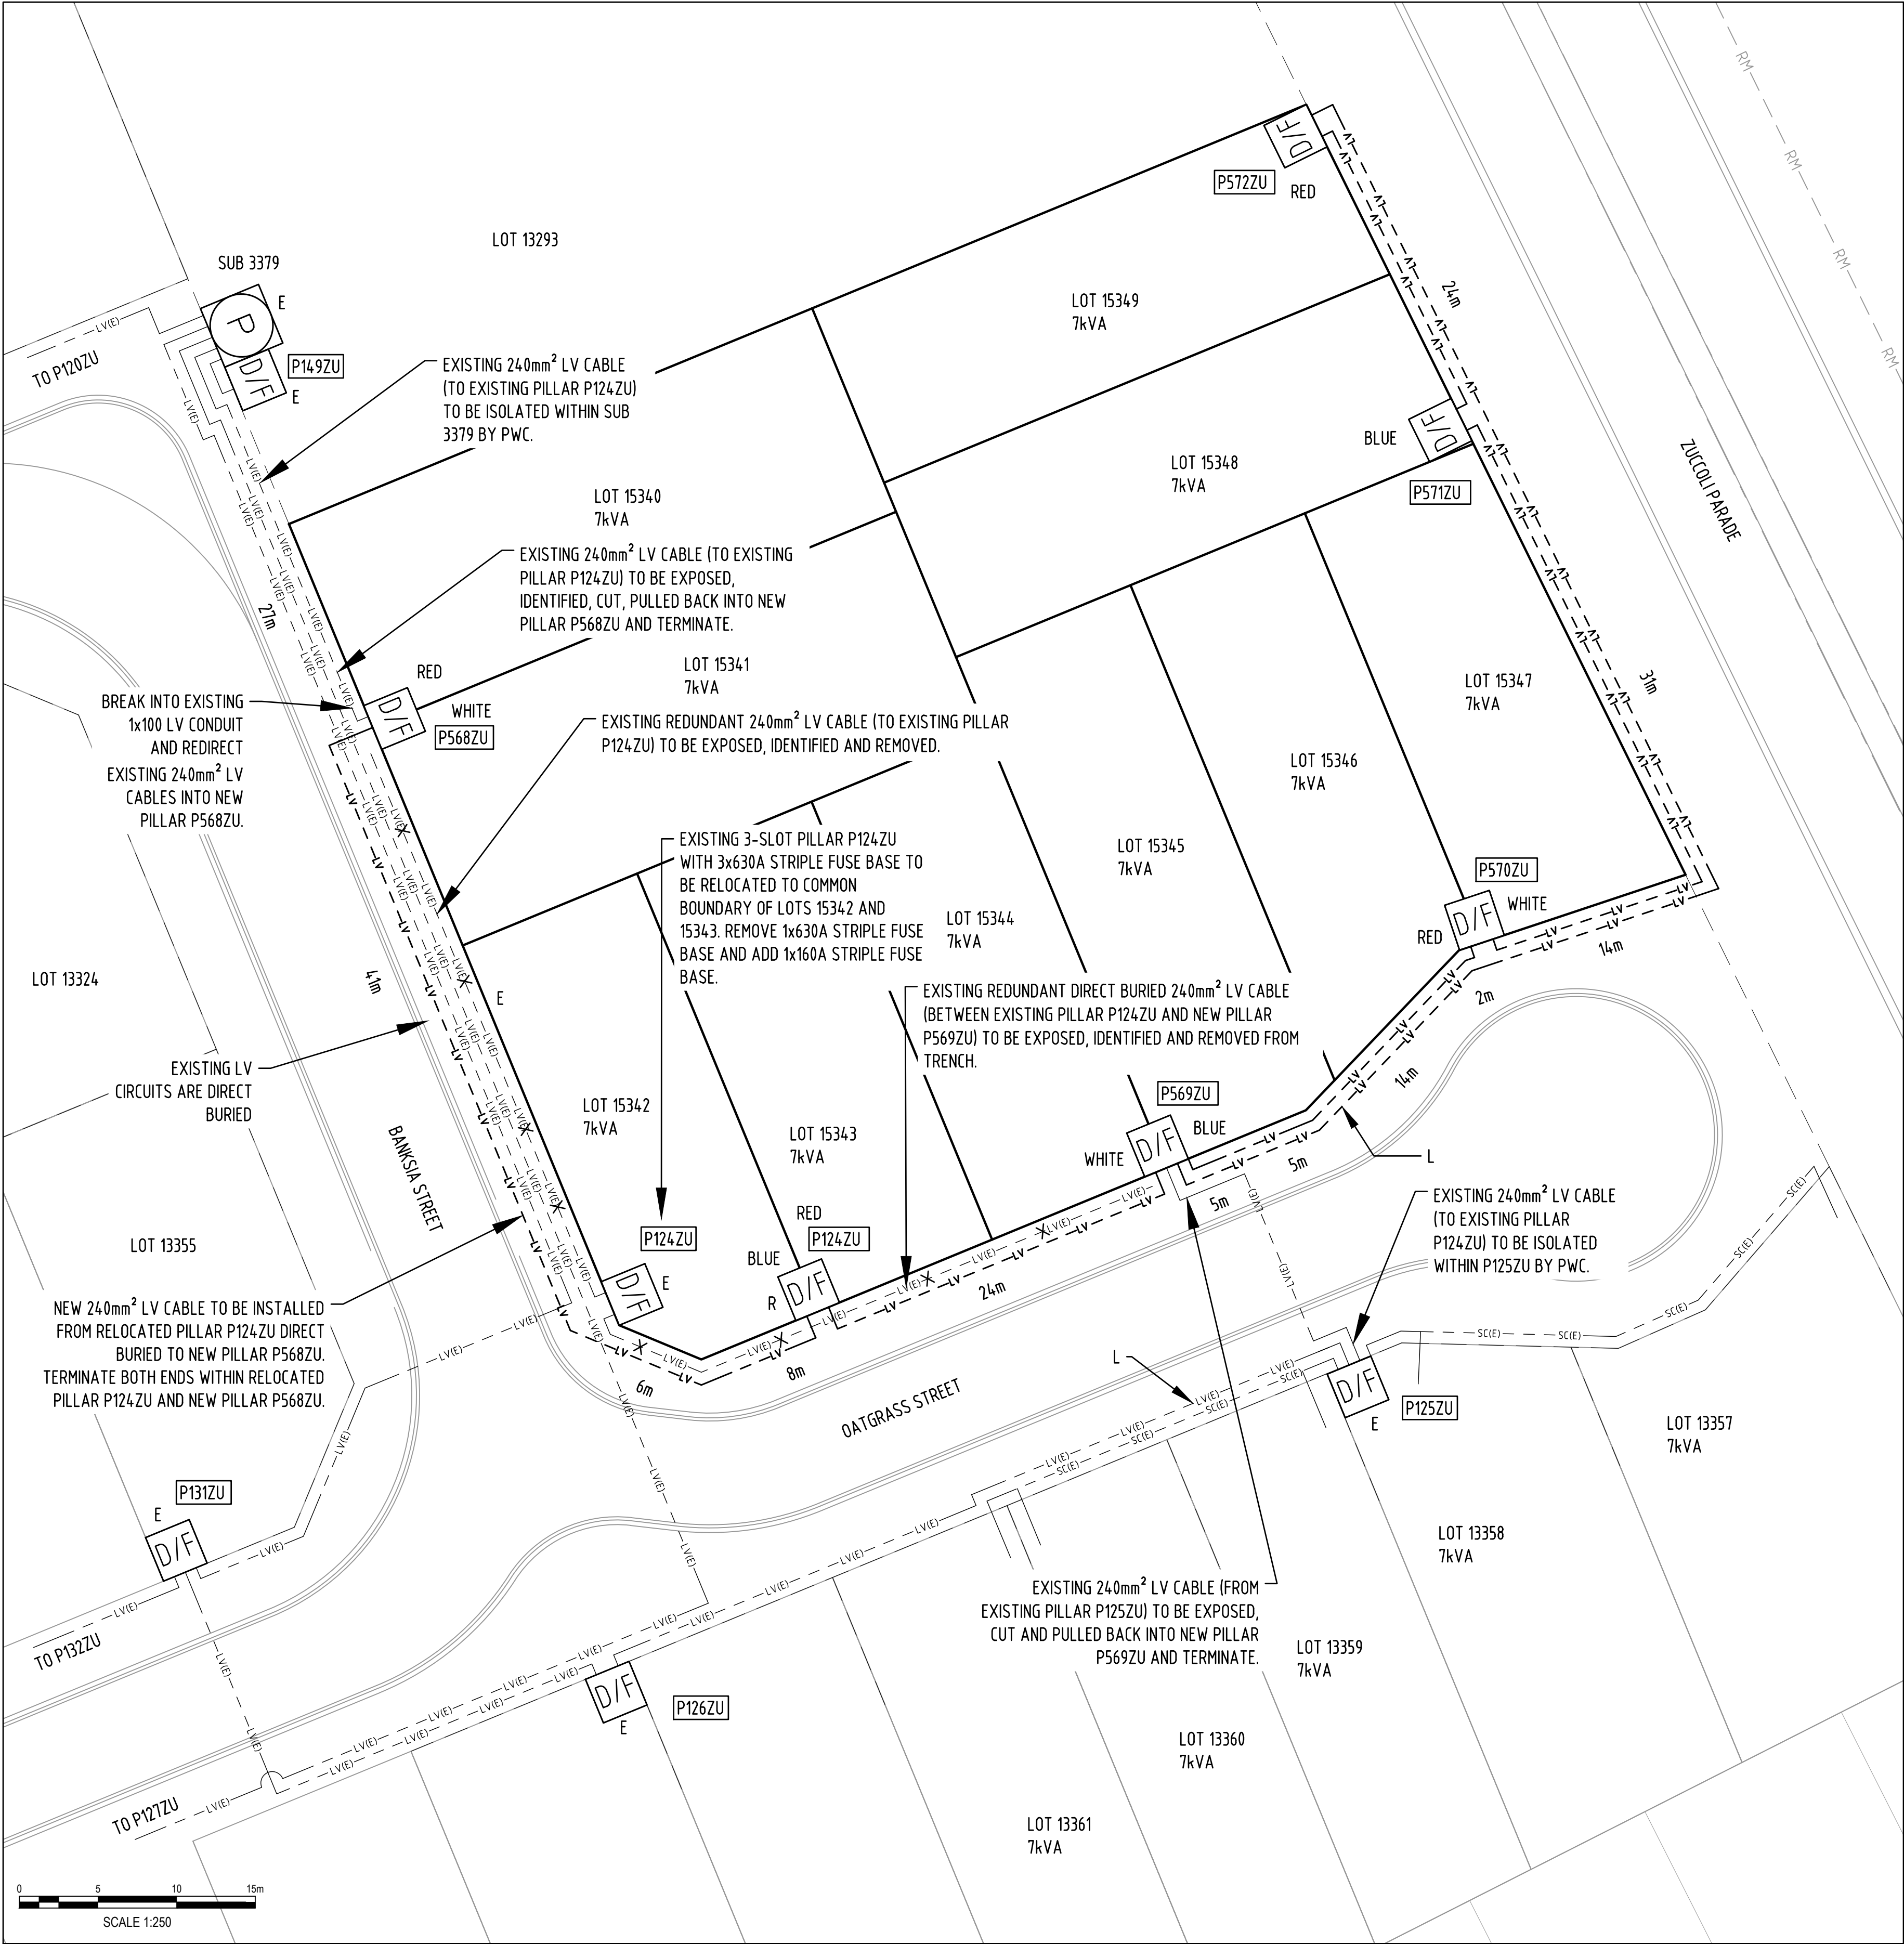 RM
RM
RM
RM
LOT 13293
SUB 3379
E
P
D/F
E
P149ZU
LV(E)
TO P120ZU
EXISTING 240mm² LV CABLE
(TO EXISTING PILLAR P124ZU)
TO BE ISOLATED WITHIN SUB
3379 BY PWC.
D/F
P572ZU
RED
LOT 15349
7kVA
24m
D/F
BLUE
P571ZU
LOT 15348
7kVA
ZUCCOLI PARADE
LOT 15340
7kVA
EXISTING 240mm² LV CABLE (TO EXISTING
PILLAR P124ZU) TO BE EXPOSED,
IDENTIFIED, CUT, PULLED BACK INTO NEW
PILLAR P568ZU AND TERMINATE.
27m
LOT 15341
7kVA
RED
D/F
WHITE
P568ZU
BREAK INTO EXISTING
1x100 LV CONDUIT
AND REDIRECT
EXISTING 240mm² LV
CABLES INTO NEW
PILLAR P568ZU.
EXISTING REDUNDANT 240mm² LV CABLE (TO EXISTING PILLAR
P124ZU) TO BE EXPOSED, IDENTIFIED AND REMOVED.
LOT 15347
7kVA
31m
LOT 15346
7kVA
EXISTING 3-SLOT PILLAR P124ZU
WITH 3x630A STRIPLE FUSE BASE TO
BE RELOCATED TO COMMON
BOUNDARY OF LOTS 15342 AND
15343. REMOVE 1x630A STRIPLE FUSE
BASE AND ADD 1x160A STRIPLE FUSE
BASE.
LOT 15345
7kVA
LOT 15344
7kVA
P570ZU
D/F
WHITE
RED
14m
2m
LOT 13324
41m
E
EXISTING REDUNDANT DIRECT BURIED 240mm² LV CABLE
(BETWEEN EXISTING PILLAR P124ZU AND NEW PILLAR
P569ZU) TO BE EXPOSED, IDENTIFIED AND REMOVED FROM
TRENCH.
EXISTING LV
CIRCUITS ARE DIRECT
BURIED
14m
LOT 15342
7kVA
LOT 15343
7kVA
P569ZU
D/F
BLUE
WHITE
L
5m
5m
BANKSIA STREET
LOT 13355
EXISTING 240mm² LV CABLE
(TO EXISTING PILLAR
P124ZU) TO BE ISOLATED
WITHIN P125ZU BY PWC.
P124ZU
RED
P124ZU
BLUE
D/F
E
D/F
R
24m
NEW 240mm² LV CABLE TO BE INSTALLED
FROM RELOCATED PILLAR P124ZU DIRECT
BURIED TO NEW PILLAR P568ZU.
TERMINATE BOTH ENDS WITHIN RELOCATED
PILLAR P124ZU AND NEW PILLAR P568ZU.
6m
8m
L
OATGRASS STREET
D/F
E
P125ZU
LOT 13357
7kVA
P131ZU
E
D/F
LV(E)
TO P132ZU
LOT 13358
7kVA
EXISTING 240mm² LV CABLE (FROM
EXISTING PILLAR P125ZU) TO BE EXPOSED,
CUT AND PULLED BACK INTO NEW PILLAR
P569ZU AND TERMINATE.
LOT 13359
7kVA
D/F
E
P126ZU
LOT 13360
7kVA
LV(E)
TO P127ZU
LOT 13361
7kVA
0 5 10 15m
SCALE 1:250